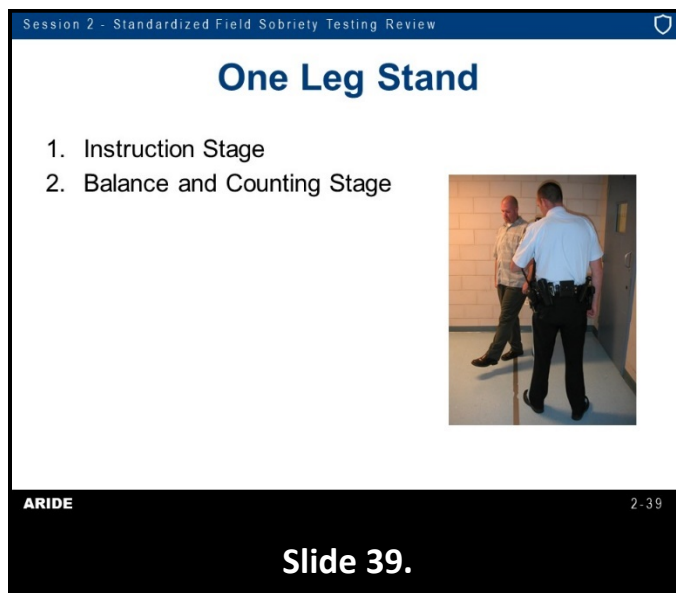 Session 2 - Standardized Field Sobriety Testing Review
One Leg Stand
1. Instruction Stage
2. Balance and Counting Stage
ARIDE
2-39
Slide 39.